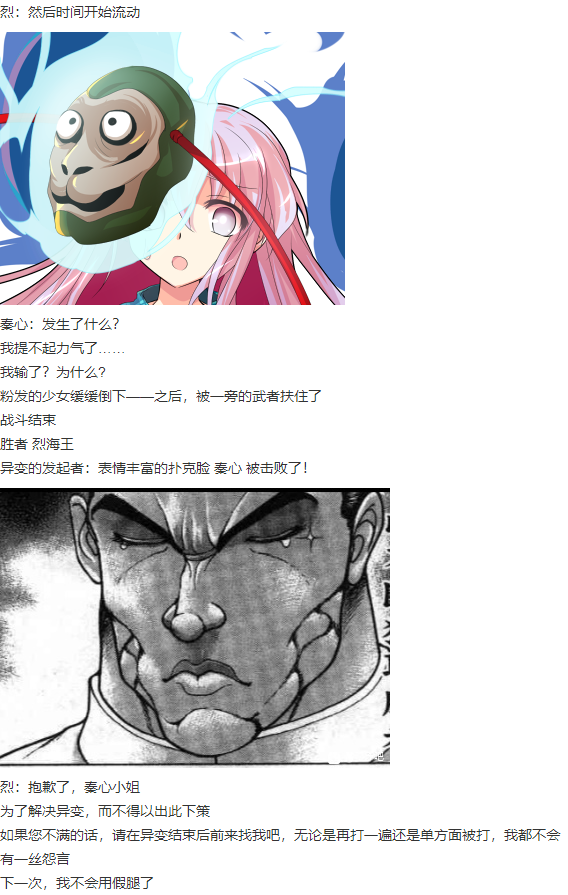 烈：然后时间开始流动
秦心：发生了什么？
我提不起力气了……
我输了？为什么？
粉发的少女缓缓倒下——之后，被一旁的武者扶住了
战斗结束
胜者 烈海王
异变的发起者：表情丰富的扑克脸 秦心 被击败了！
烈：抱歉了，秦心小姐
为了解决异变，而不得以出此下策
如果您不满的话，请在异变结束后前来找我吧，无论是再打一遍还是单方面被打，我都不会
有一丝怨言
下一次，我不会用假腿了